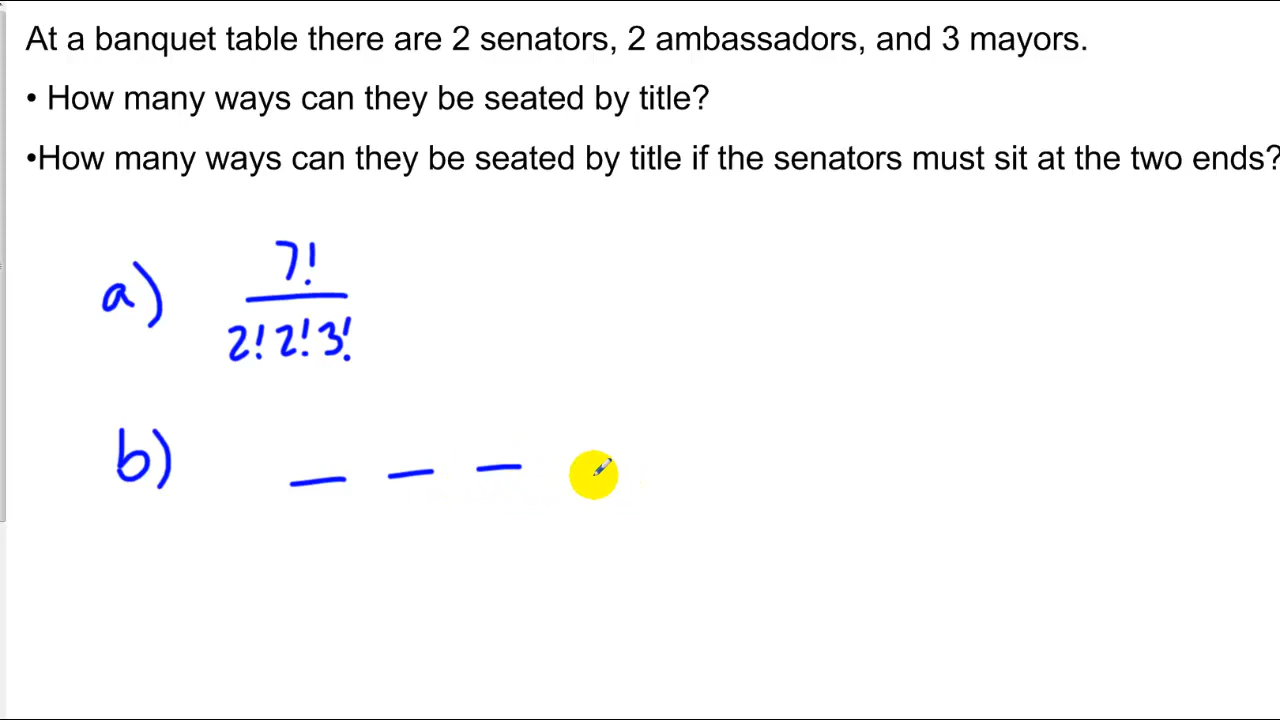 At a banquet table there are 2 senators, 2 ambassadors, and 3 mayors.
• How many ways can they be seated by title?
•How many ways can they be seated by title if the senators must sit at the two ends?
a) 7!
2! 2! 3!
b) _ _ _